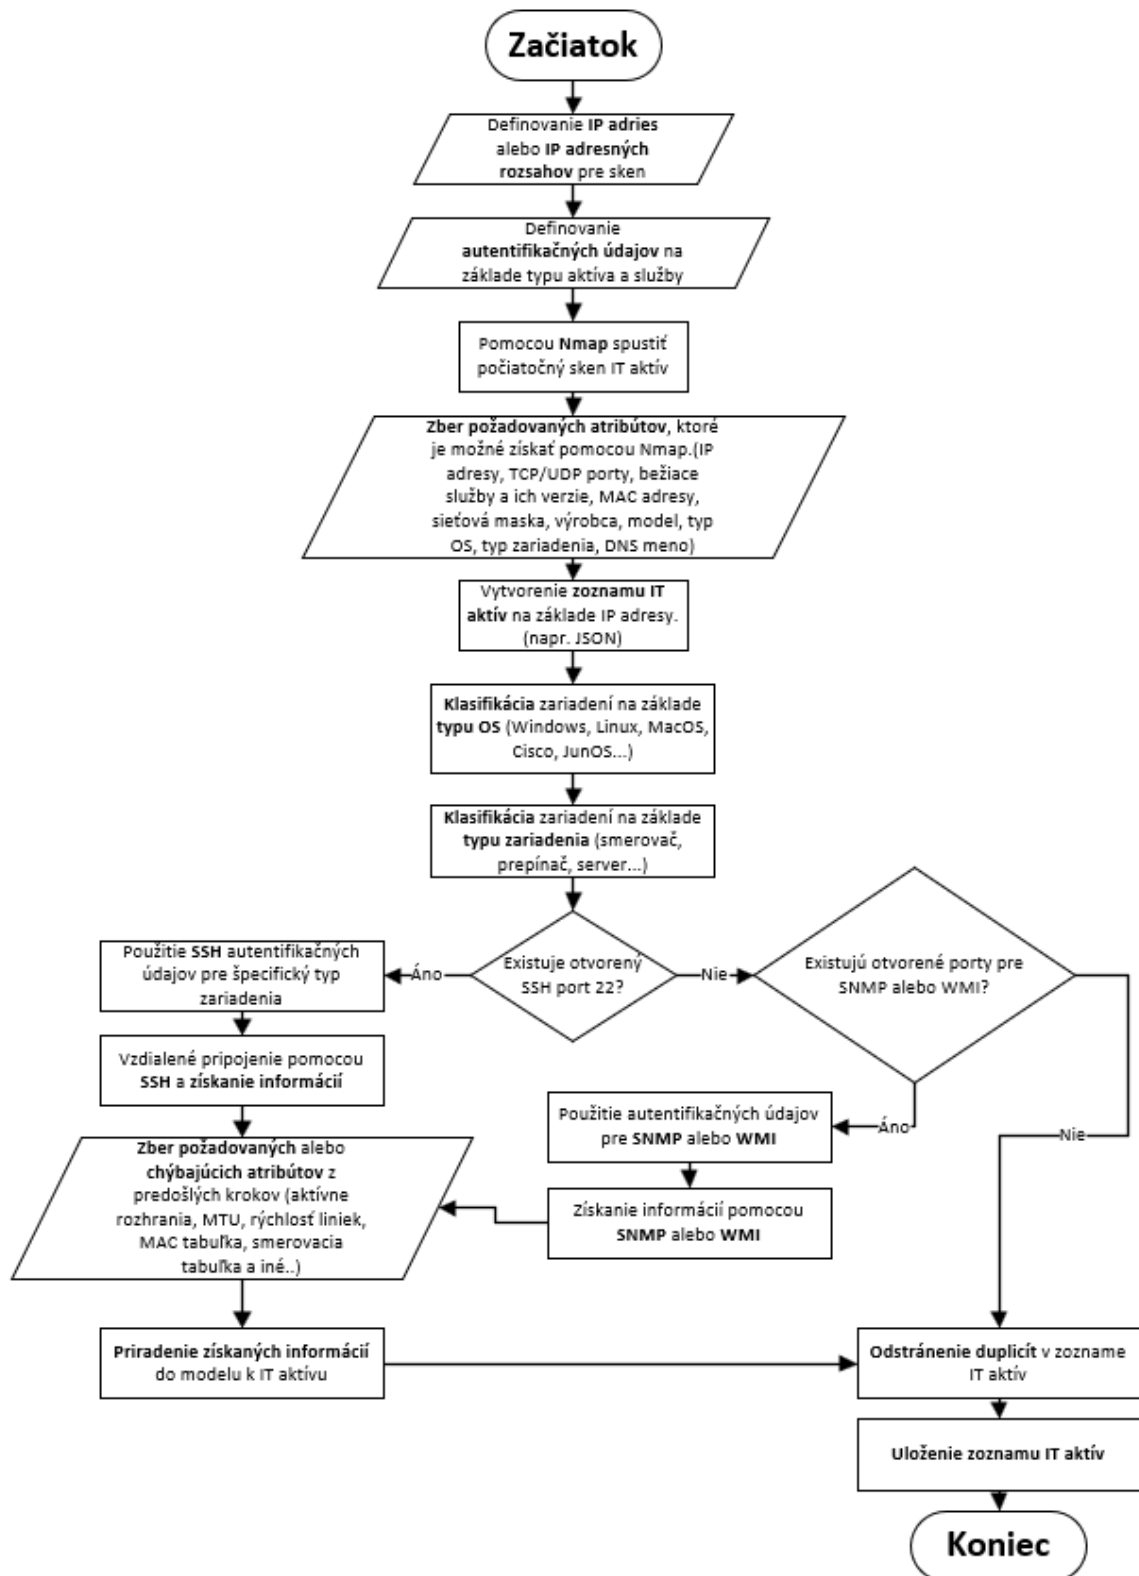 Začiatok
Definovanie IP adries
alebo IP adresných
rozsahov pre sken
Definovanie
autentifikačných údajov na
základe typu aktíva a služby
Pomocou Nmap spustiť
počiatočný sken IT aktív
Zber požadovaných atribútov, ktoré
je možné získať pomocou Nmap.(IP
adresy, TCP/UDP porty, bežiace
služby a ich verzie, MAC adresy,
sieťová maska, výrobca, model, typ
OS, typ zariadenia, DNS meno)
Vytvorenie zoznamu IT
aktív na základe IP adresy.
(napr. JSON)
Klasifikácia zariadení na základe
typu OS (Windows, Linux, MacOS,
Cisco, JunOS...)
Klasifikácia zariadení na základe
typu zariadenia (smerovač,
prepínač, server...)
Existuje otvorený
SSH port 22?
Áno
Nie
Použitie SSH autentifikačných
údajov pre špecifický typ
zariadenia
Existujú otvorené porty pre
SNMP alebo WMI?
Vzdialené pripojenie pomocou
SSH a získanie informácií
Použitie autentifikačných údajov
pre SNMP alebo WMI
Áno
Nie
Zber požadovaných alebo
chýbajúcich atribútov z
predošlých krokov (aktívne
rozhrania, MTU, rýchlosť liniek,
MAC tabuľka, smerovacia
tabuľka a iné..)
Získanie informácií pomocou
SNMP alebo WMI
Priradenie získaných informácií
do modelu k IT aktívu
Odstránenie duplicít v zozname
IT aktív
Uloženie zoznamu IT aktív
Koniec